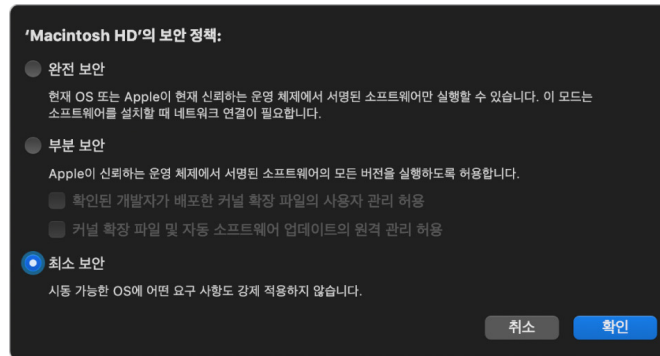 ‘Macintosh HD’의 보안 정책:
완전 보안
현재 OS 또는 Apple이 현재 신뢰하는 운영 체제에서 서명된 소프트웨어만 실행할 수 있습니다. 이 모드는
소프트웨어를 설치할 때 네트워크 연결이 필요합니다.
부분 보안
Apple이 신뢰하는 운영 체제에서 서명된 소프트웨어의 모든 버전을 실행하도록 허용합니다.
확인된 개발자가 배포한 커널 확장 파일의 사용자 관리 허용
커널 확장 파일 및 자동 소프트웨어 업데이트의 원격 관리 허용
최소 보안
시동 가능한 OS에 어떤 요구 사항도 강제 적용하지 않습니다.
취소 확인